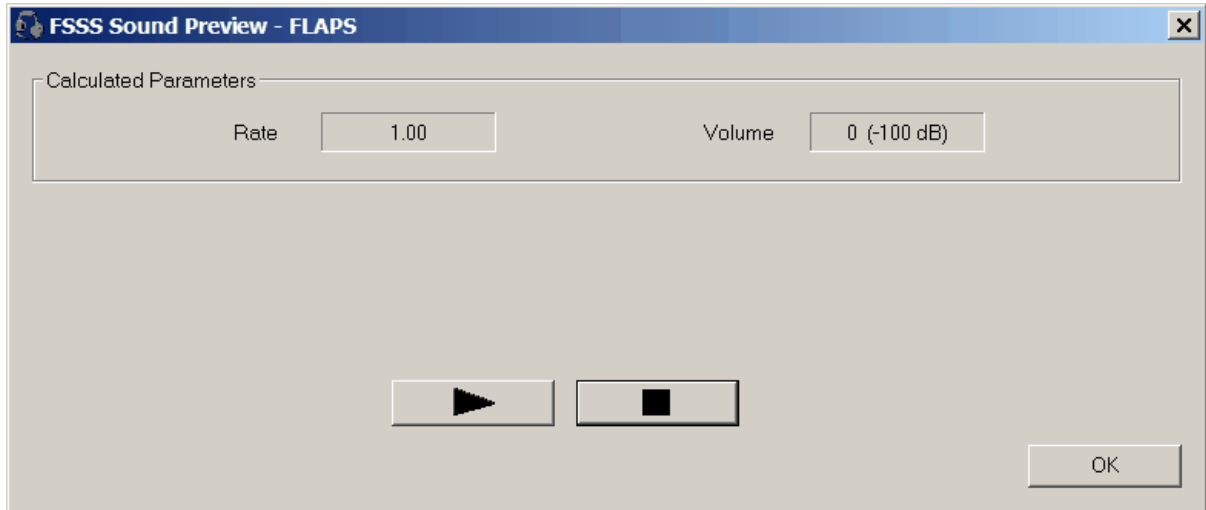 FSSS Sound Preview - FLAPS
Calculated Parameters
Rate 1.00 Volume 0 (-100 dB)
OK